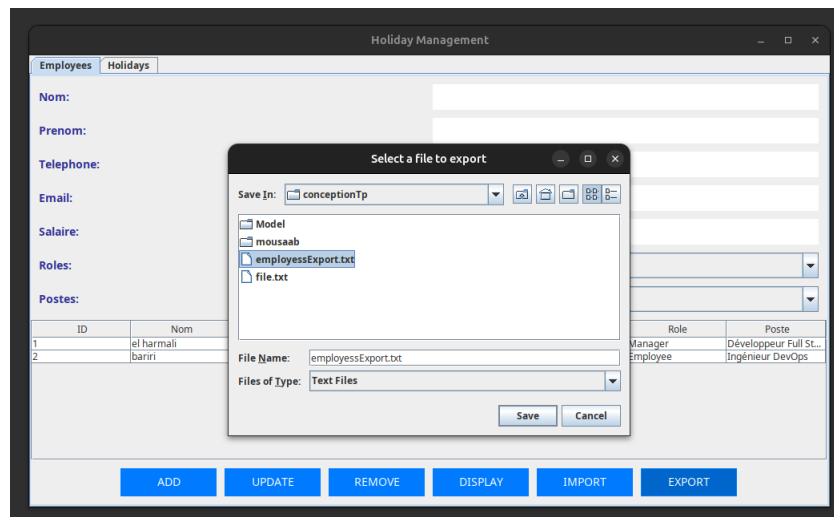 Holiday Management
Employees Holidays
Nom:
Prenom:
Telephone:
Email:
Salaire:
Roles:
Postes:
Select a file to export
Save In: conceptionTp
Model
mousaab
employessExport.txt
file.txt
File Name: employessExport.txt
Files of Type: Text Files
Save Cancel
ID Nom Role Poste
1 el harmali Manager Développeur Full St...
2 bariri Employee Ingénieur DevOps
ADD UPDATE REMOVE DISPLAY IMPORT EXPORT